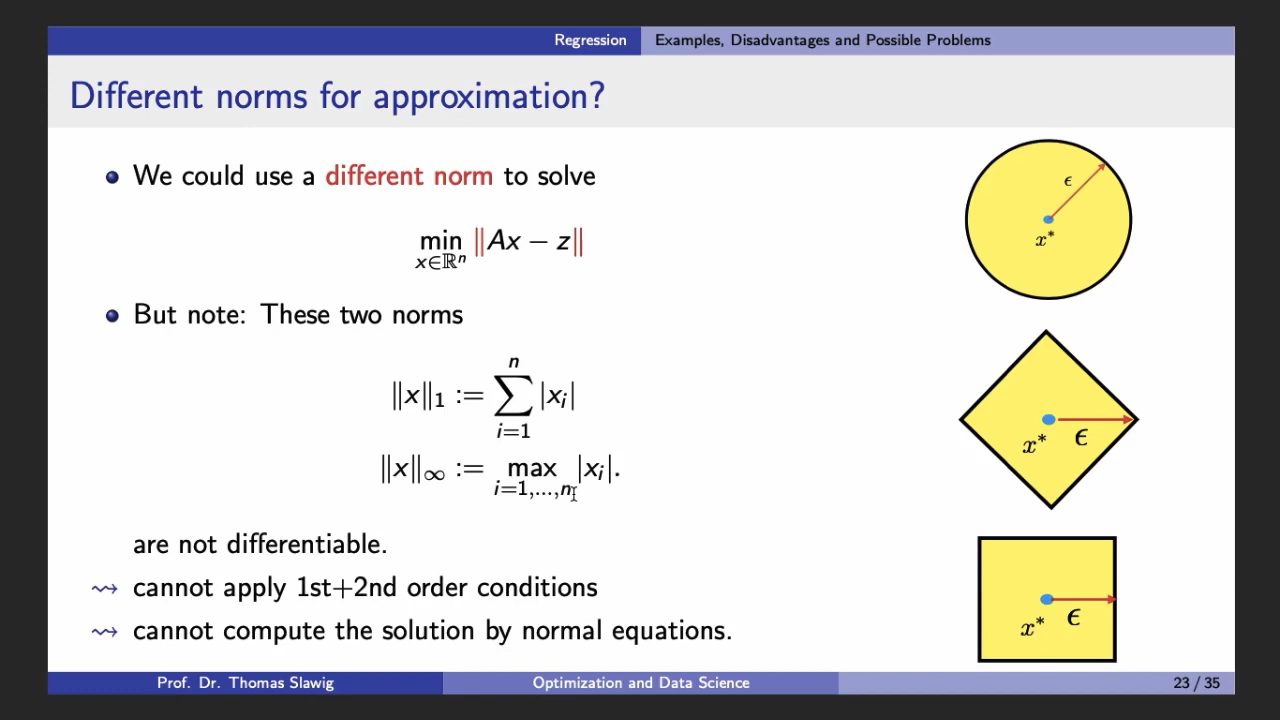 Regression Examples, Disadvantages and Possible Problems
Different norms for approximation?
We could use a different norm to solve
min ‖Ax − z‖
x∈ℝⁿ
But note: These two norms
n
‖x‖₁ := ∑ |xᵢ|
i=1
‖x‖∞ := max |xᵢ|.
i=1,...,n
are not differentiable.
⇝ cannot apply 1st+2nd order conditions
⇝ cannot compute the solution by normal equations.
ϵ
x*
x* ϵ
x* ϵ
Prof. Dr. Thomas Slawig Optimization and Data Science 23 / 35